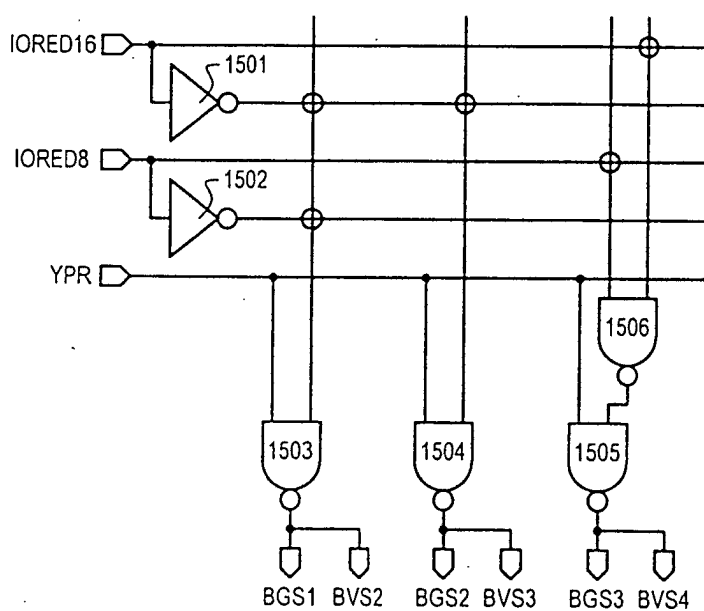 IORED16
1501
IORED8
1502
YPR
1506
1503
1504
1505
BGS1
BVS2
BGS2
BVS3
BGS3
BVS4